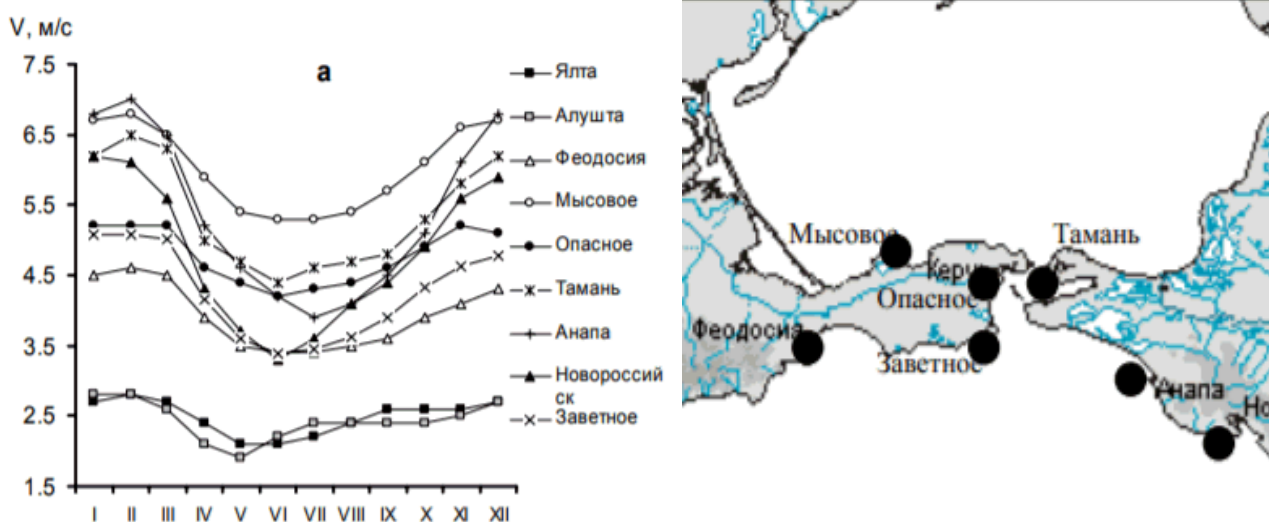 V, м/с
а
7.5
6.5
5.5
4.5
3.5
2.5
1.5
I II III IV V VI VII VIII IX X XI XII
Ялта
Алушта
Феодосия
Мысовое
Опасное
Тамань
Анапа
Новороссий
ск
Заветное
Мысовое
Тамань
Керч
Опасное
Феодосия
Заветное
Анапа
Но